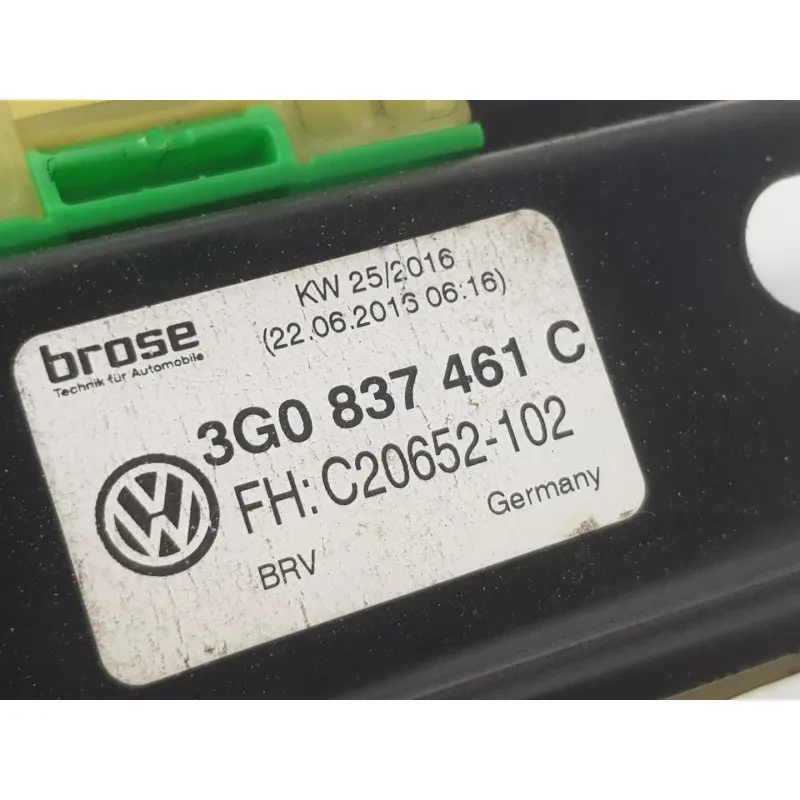 brose
Technik für Automobile
KW 25/2016
(22.06.2016 06:16)
3G0 837 461 C
FH: C20652-102
BRV
Germany